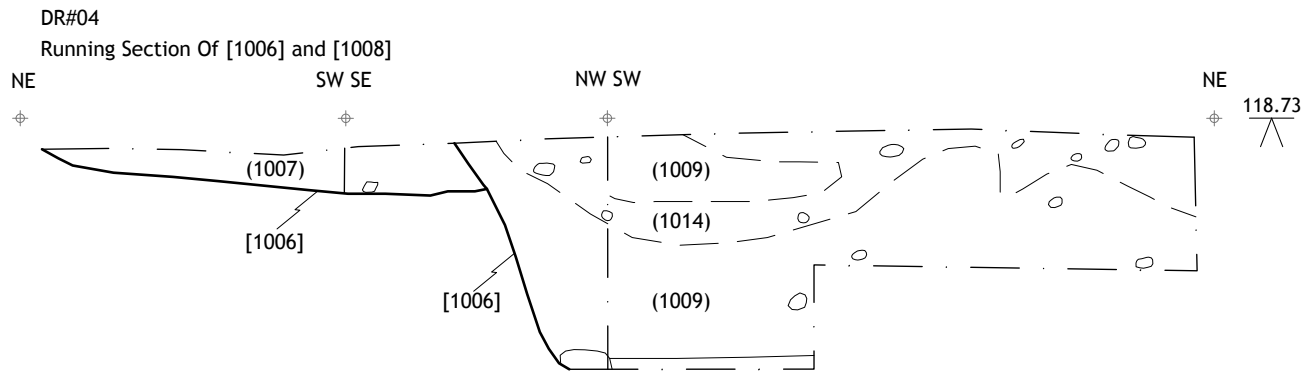 DR#04
Running Section Of [1006] and [1008]
NE SW SE NW SW NE
118.73
(1007) (1009)
(1014)
[1006]
[1006] (1009)